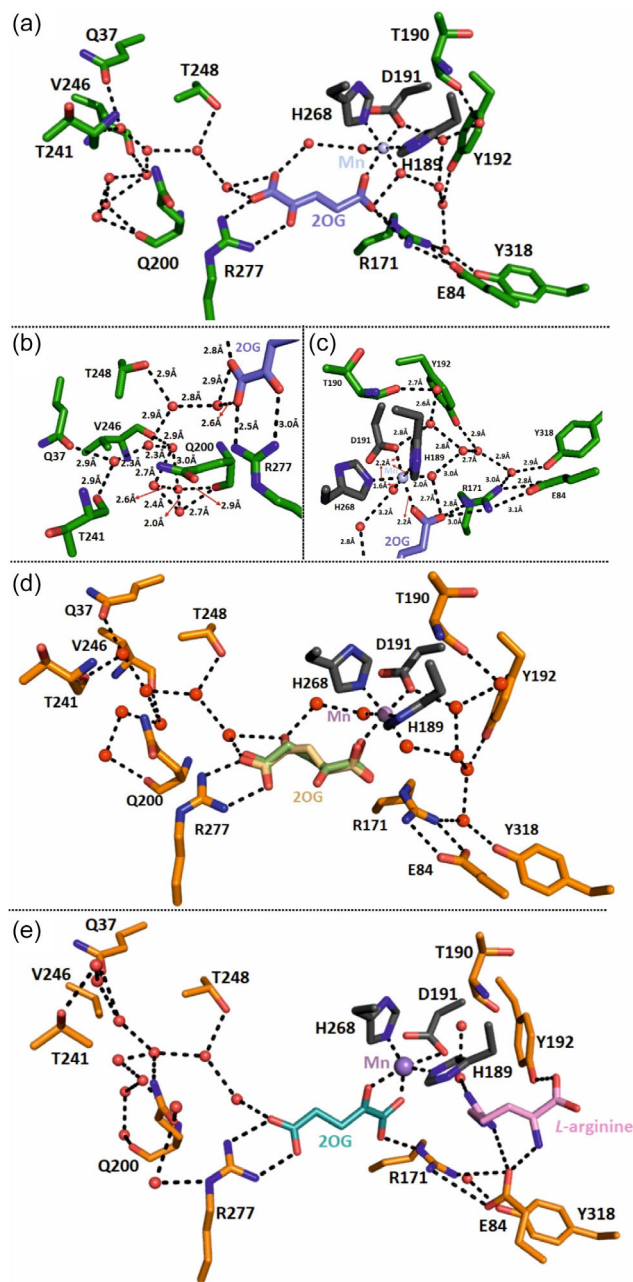 (a)
Q37
V246
T248
T241
Q200
R277
2OG
H268
Mn
D191
H189
T190
Y192
R171
E84
Y318
(b)
2OG
T248
2.9Å
2.8Å
2.8Å
2.9Å
2.6Å
2.5Å
3.0Å
V246
2.9Å
2.9Å
Q200
Q37
2.9Å
2.3Å
2.3Å
3.0Å
2.7Å
R277
2.9Å
2.6Å
2.4Å
2.0Å
2.7Å
2.9Å
T241
(c)
Y192
T190
2.7Å
2.6Å
D191
2.8Å
2.9Å
2.7Å
2.9Å
Y318
2.9Å
2.2Å
H189
Mn
3.0Å
H268
1.6Å
2.0Å
2.7Å
R171
3.0Å
2.8Å
E84
3.2Å
2.2Å
2.8Å
3.0Å
3.1Å
2.8Å
2OG
(d)
Q37
V246
T248
T241
Q200
R277
2OG
H268
Mn
D191
H189
T190
Y192
R171
E84
Y318
(e)
Q37
V246
T248
T241
Q200
R277
2OG
H268
Mn
D191
H189
T190
Y192
L-arginine
R171
E84
Y318